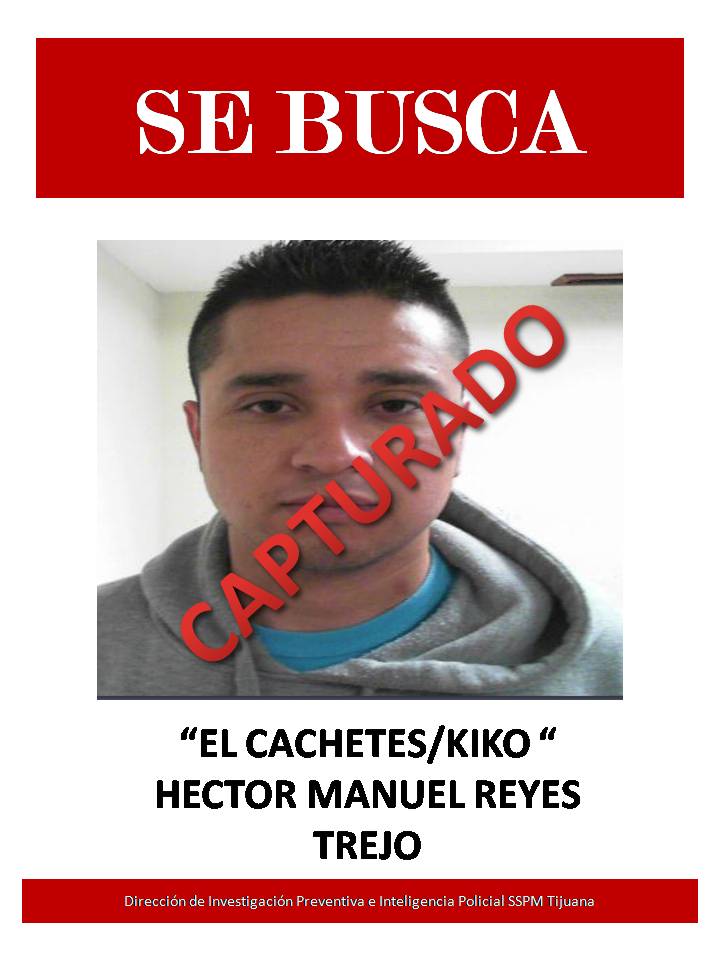 SE BUSCA
CAPTURADO
“EL CACHETES/KIKO “
HECTOR MANUEL REYES
TREJO
Dirección de Investigación Preventiva e Inteligencia Policial SSPM Tijuana